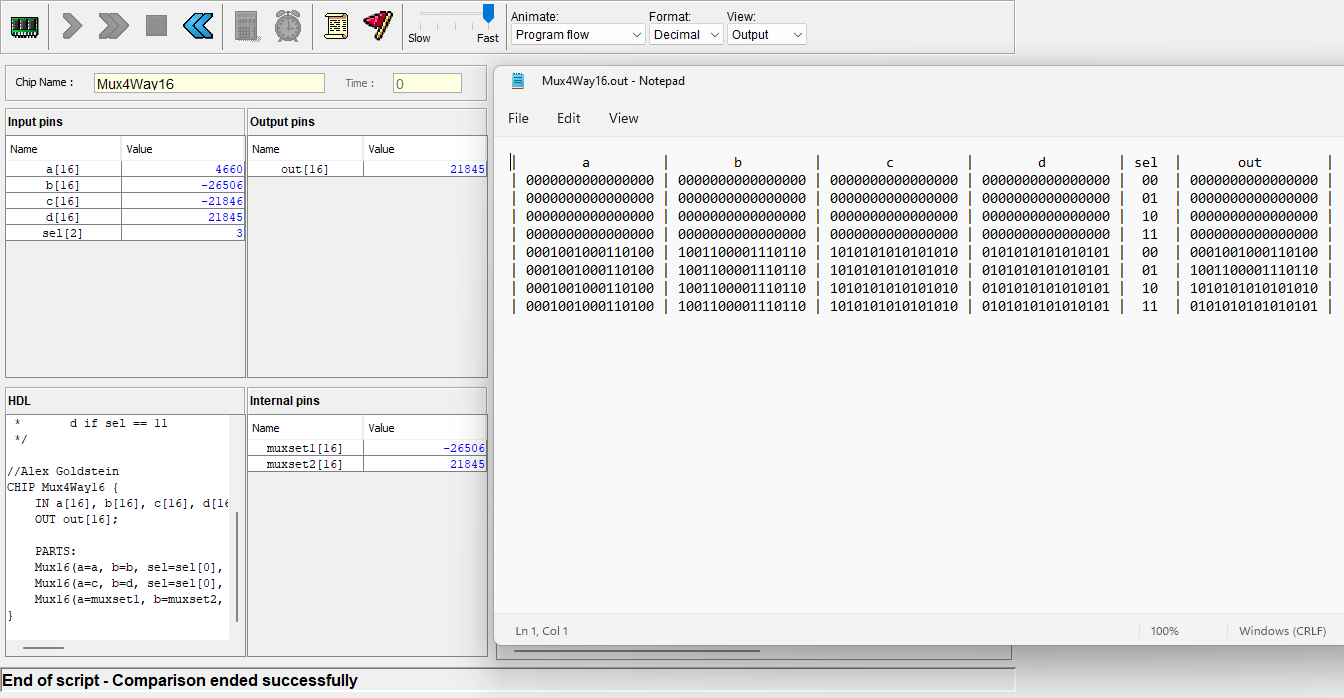 Slow
Fast
Animate:
Program flow
Format:
Decimal
View:
Output
Chip Name :
Mux4Way16
Time :
0
Input pins
Name
Value
a[16]
4660
b[16]
-26506
c[16]
-21846
d[16]
21845
sel[2]
3
Output pins
Name
Value
out[16]
21845
HDL
* d if sel == 11
*/
//Alex Goldstein
CHIP Mux4Way16 {
IN a[16], b[16], c[16], d[16
OUT out[16];
PARTS:
Mux16(a=a, b=b, sel=sel[0],
Mux16(a=c, b=d, sel=sel[0],
Mux16(a=muxset1, b=muxset2,
}
Internal pins
Name
Value
muxset1[16]
-26506
muxset2[16]
21845
Mux4Way16.out - Notepad
File Edit View
| a | b | c | d | sel | out |
| 0000000000000000 | 0000000000000000 | 0000000000000000 | 0000000000000000 | 00 | 0000000000000000 |
| 0000000000000000 | 0000000000000000 | 0000000000000000 | 0000000000000000 | 01 | 0000000000000000 |
| 0000000000000000 | 0000000000000000 | 0000000000000000 | 0000000000000000 | 10 | 0000000000000000 |
| 0000000000000000 | 0000000000000000 | 0000000000000000 | 0000000000000000 | 11 | 0000000000000000 |
| 0001001000110100 | 1001100001110110 | 1010101010101010 | 0101010101010101 | 00 | 0001001000110100 |
| 0001001000110100 | 1001100001110110 | 1010101010101010 | 0101010101010101 | 01 | 1001100001110110 |
| 0001001000110100 | 1001100001110110 | 1010101010101010 | 0101010101010101 | 10 | 1010101010101010 |
| 0001001000110100 | 1001100001110110 | 1010101010101010 | 0101010101010101 | 11 | 0101010101010101 |
Ln 1, Col 1
100%
Windows (CRLF)
End of script - Comparison ended successfully